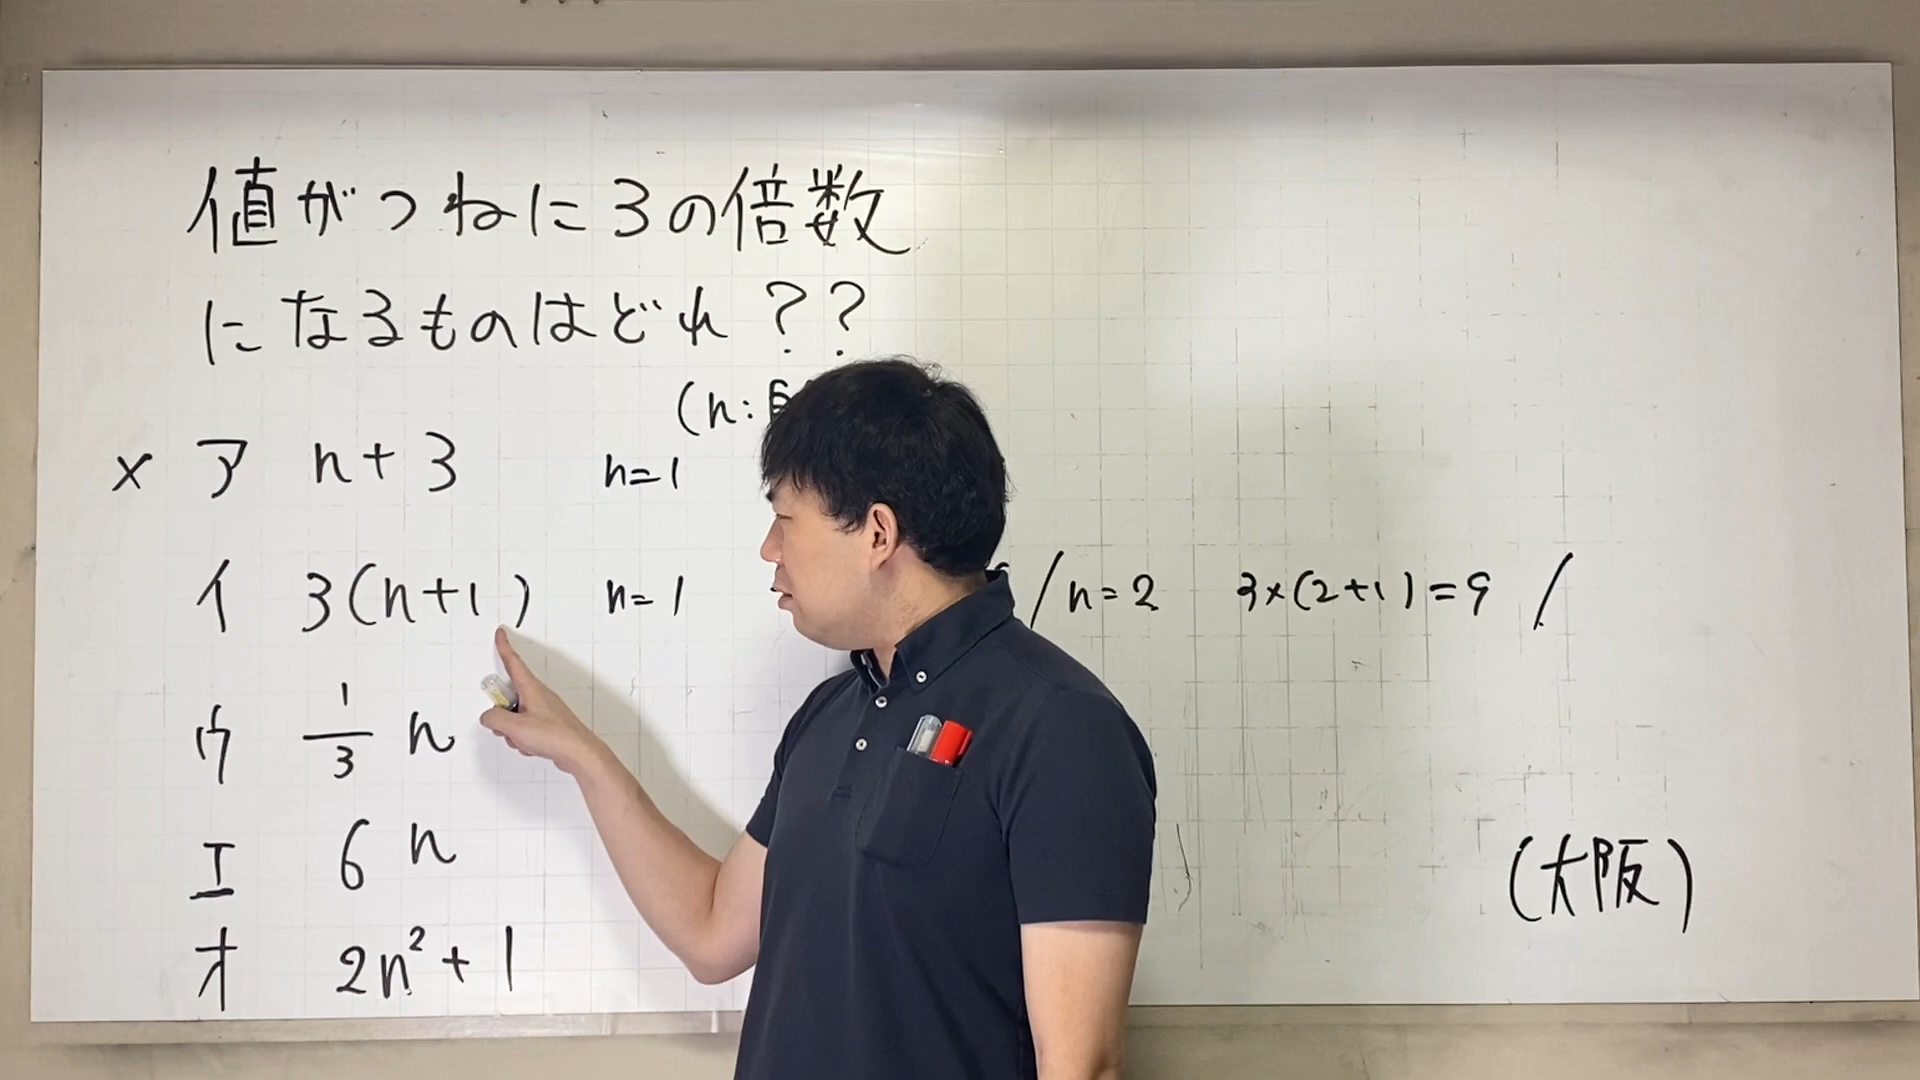 値がつねに3の倍数
になるものはどれ??
(n:
× ア n+3 n=1
イ 3(n+1) n=1 / n=2 3×(2+1)=9 /
ウ 1/3 n
エ 6n
オ 2n²+1
(大阪)